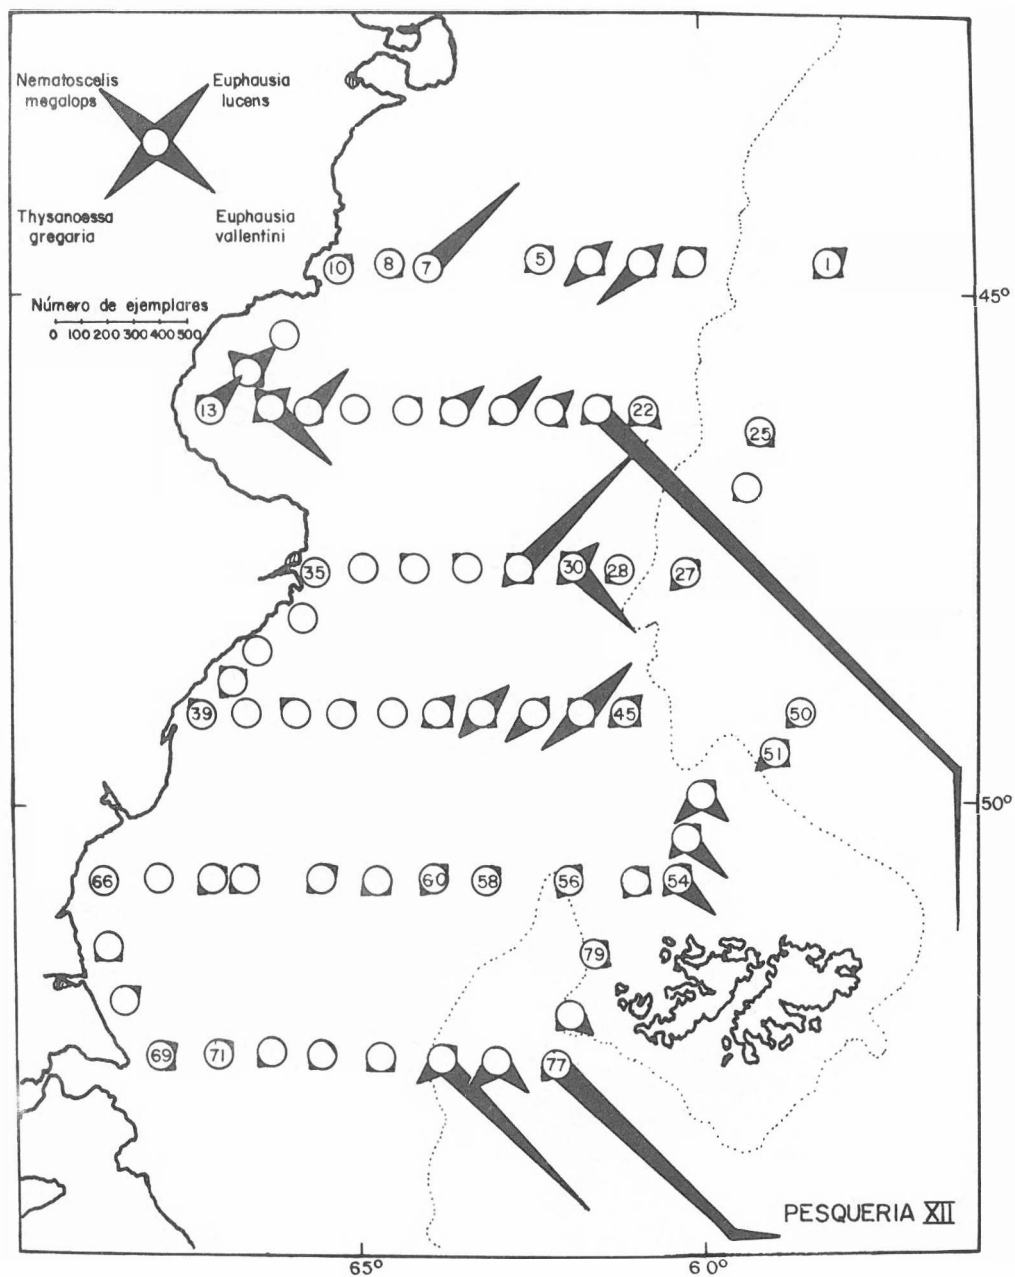 Nematoscelis megalops
Euphausia lucens
Thysanoessa gregaria
Euphausia vallentini
Número de ejemplares
0 100 200 300 400 500
10 8 7 5 1
45°
13 22
25
35 30 28 27
39 45 50
51
50°
66 60 58 56 54
79
69 71 77
PESQUERIA XII
65° 60°